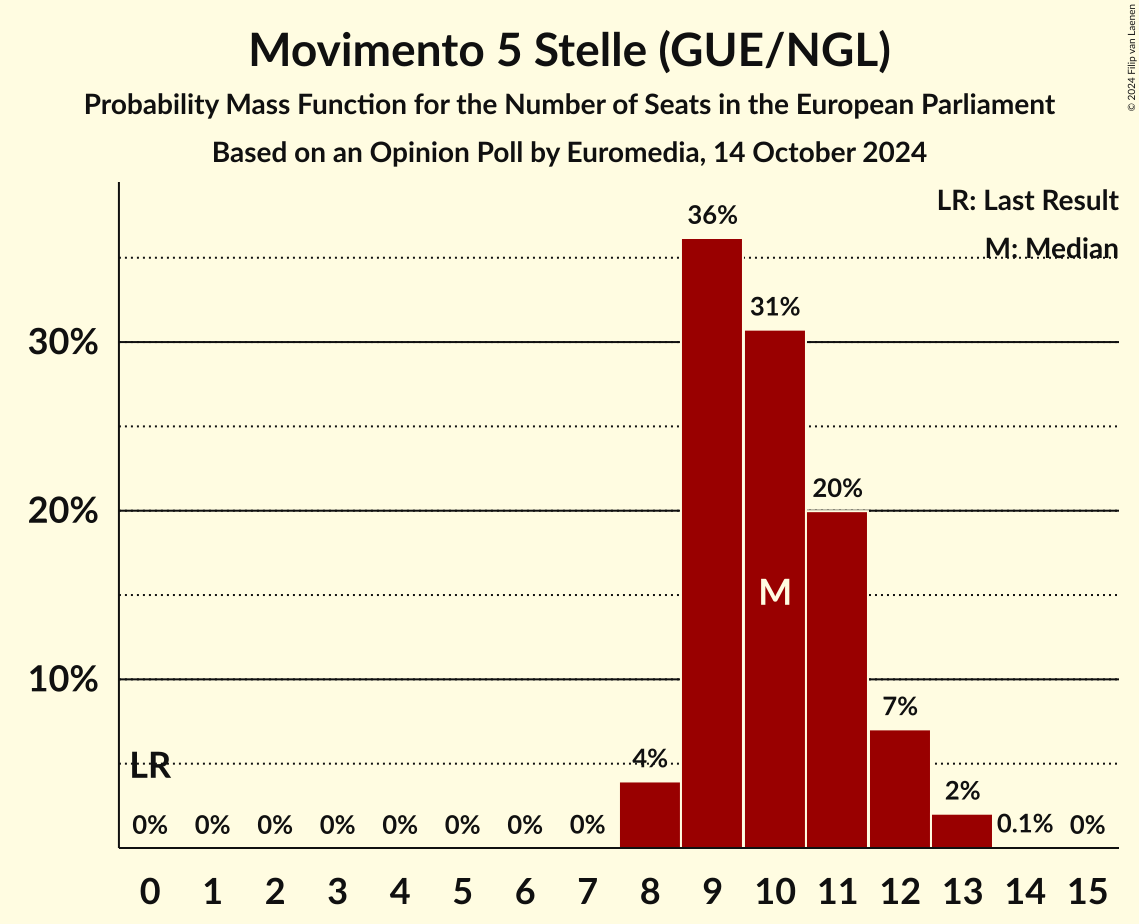 Movimento 5 Stelle (GUE/NGL)
Probability Mass Function for the Number of Seats in the European Parliament
Based on an Opinion Poll by Euromedia, 14 October 2024
© 2024 Filip van Laenen
LR: Last Result
M: Median
36%
31%
30%
20%
20%
M
10%
7%
LR
4%
2%
0% 0% 0% 0% 0% 0% 0% 0% 0.1% 0%
0 1 2 3 4 5 6 7 8 9 10 11 12 13 14 15